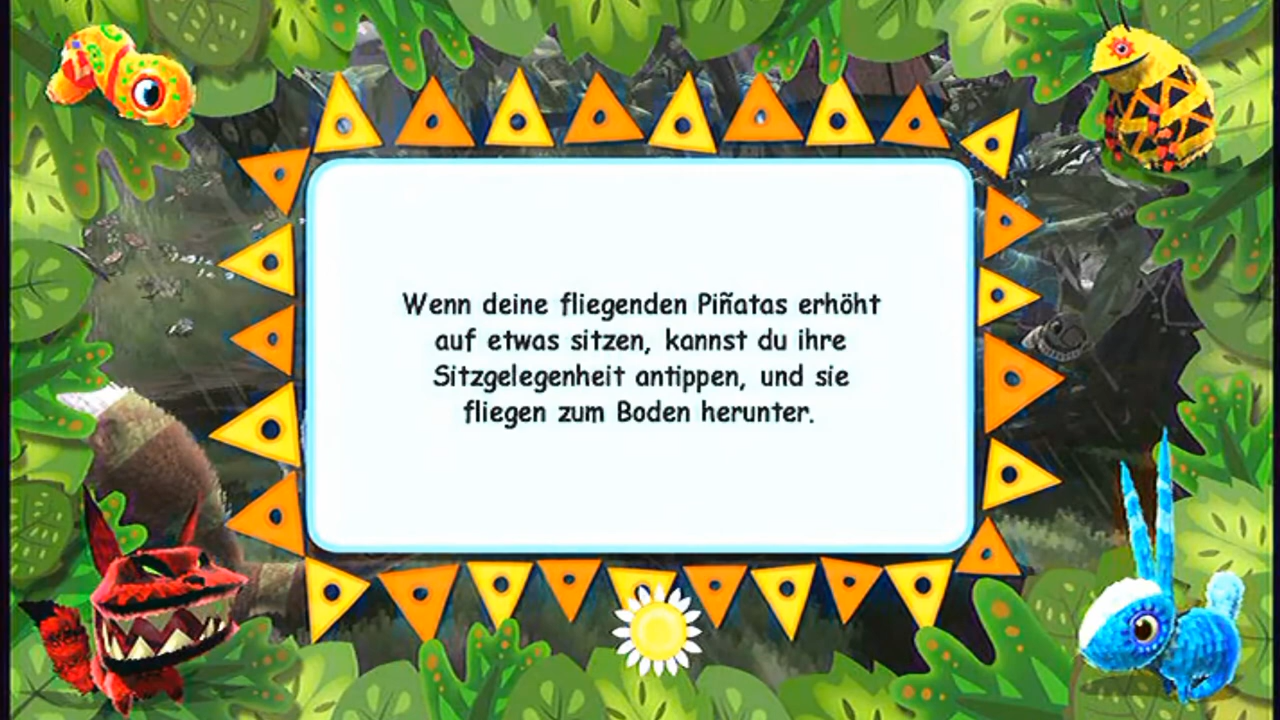 Wenn deine fliegenden Piñatas erhöht
auf etwas sitzen, kannst du ihre
Sitzgelegenheit antippen, und sie
fliegen zum Boden herunter.